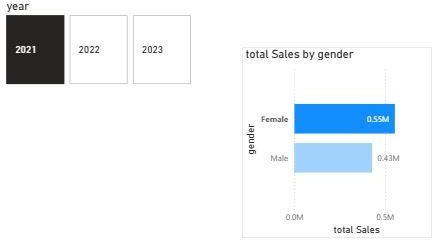 year
2021
2022
2023
total Sales by gender
gender
Female
0.55M
Male
0.43M
0.0M
0.5M
total Sales